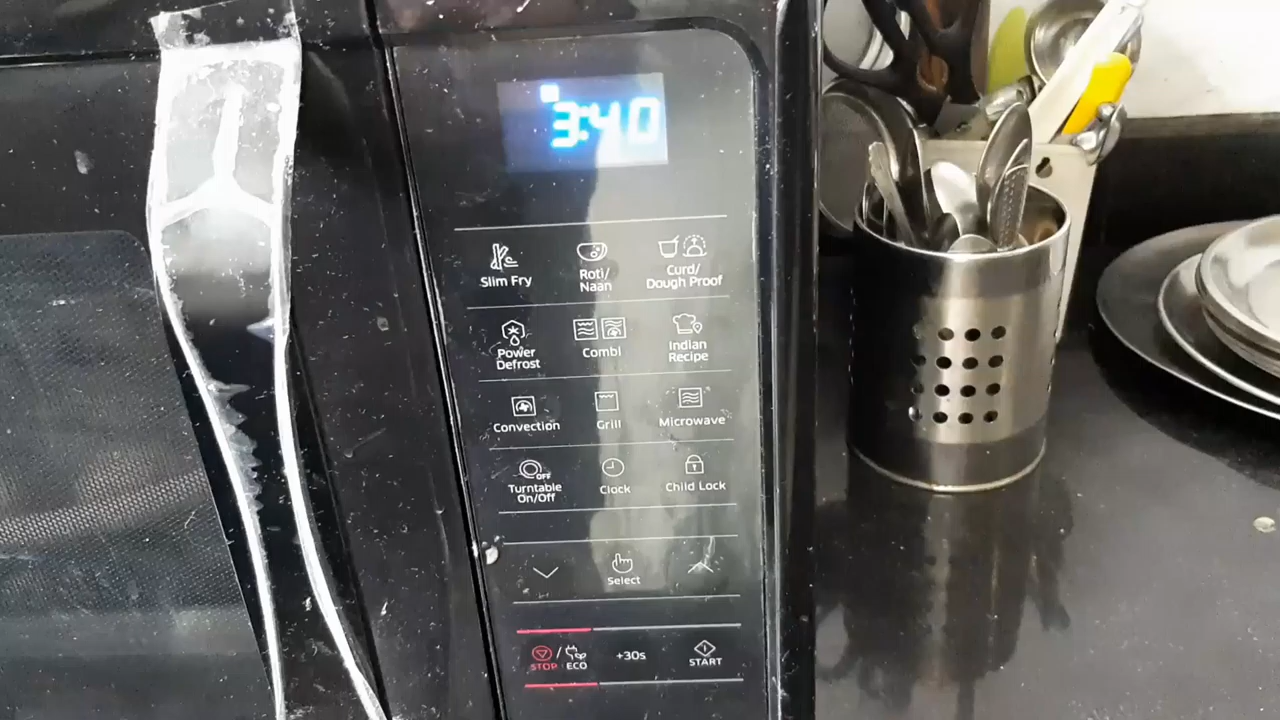 3:40
Slim Fry
Roti/
Naan
Curd/
Dough Proof
Power
Defrost
Combi
Indian
Recipe
Convection
Grill
Microwave
OFF
Turntable
On/Off
Clock
Child Lock
Select
STOP / ECO
+30s
START